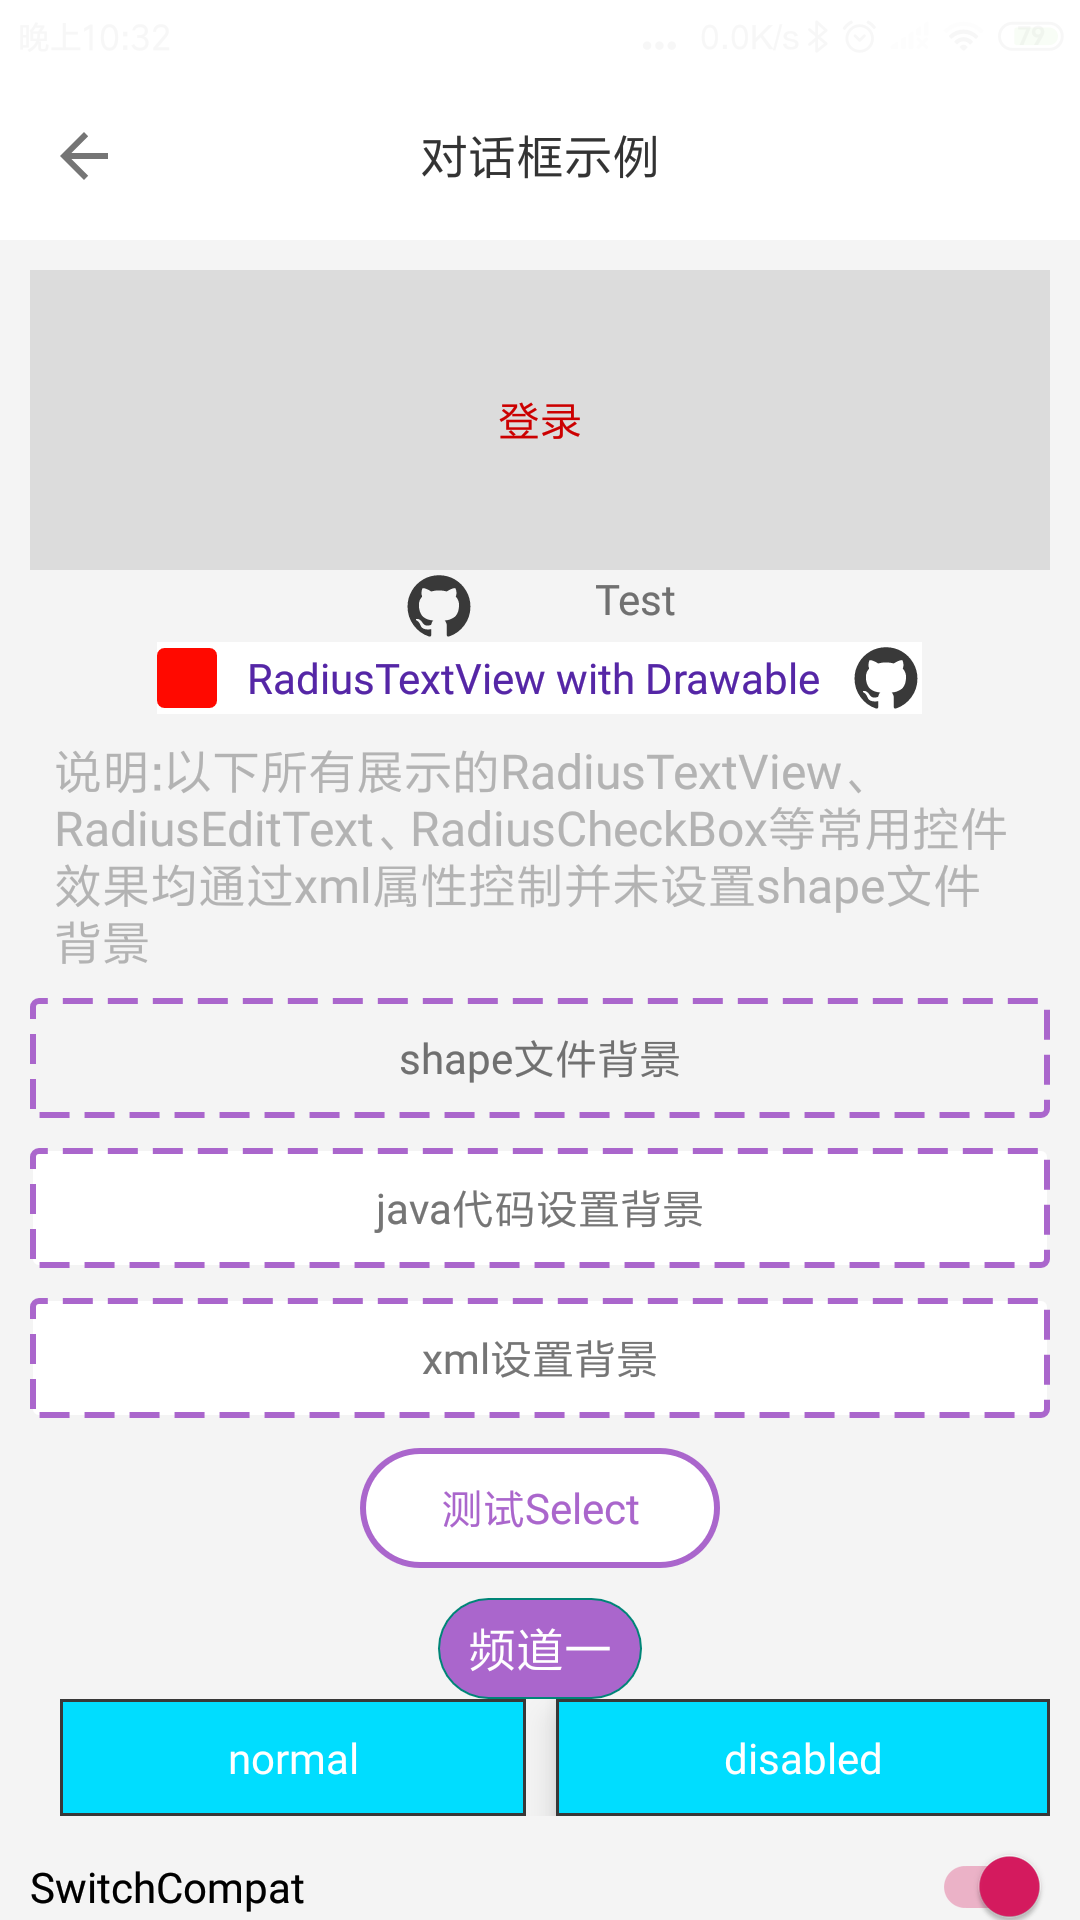 晚上10:32
... 0.0K/s 79
对话框示例
登录
Test
RadiusTextView with Drawable
说明:以下所有展示的RadiusTextView、
RadiusEditText、RadiusCheckBox等常用控件
效果均通过xml属性控制并未设置shape文件
背景
shape文件背景
java代码设置背景
xml设置背景
测试Select
频道一
normal
disabled
SwitchCompat